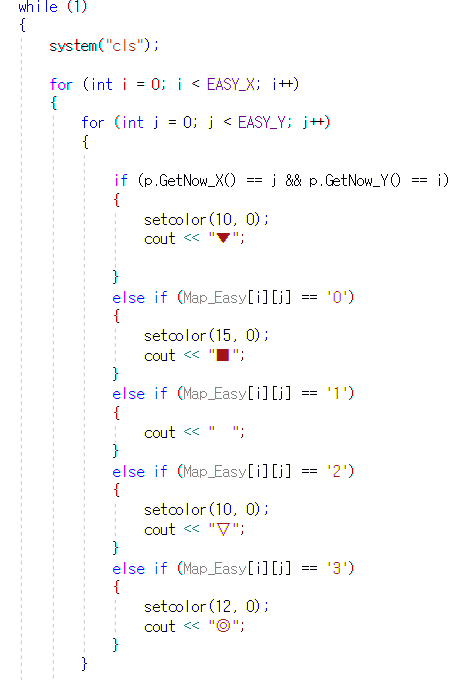 while (1)
{
system("cls");
for (int i = 0; i < EASY_X; i++)
{
for (int j = 0; j < EASY_Y; j++)
{
if (p.GetNow_X() == j && p.GetNow_Y() == i)
{
setcolor(10, 0);
cout << "▼";
}
else if (Map_Easy[i][j] == '0')
{
setcolor(15, 0);
cout << "■";
}
else if (Map_Easy[i][j] == '1')
{
cout << "  ";
}
else if (Map_Easy[i][j] == '2')
{
setcolor(10, 0);
cout << "▽";
}
else if (Map_Easy[i][j] == '3')
{
setcolor(12, 0);
cout << "◎";
}
}